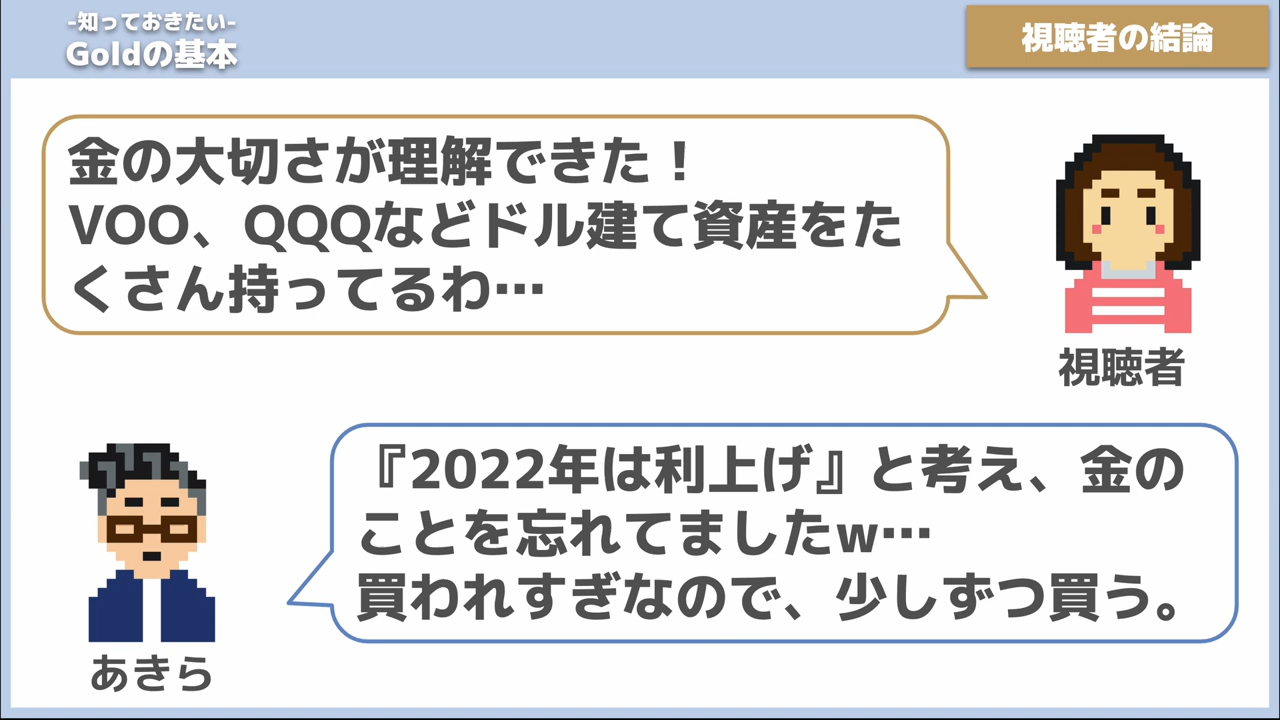 -知っておきたい-
Goldの基本
視聴者の結論
金の大切さが理解できた！
VOO、QQQなどドル建て資産をた
くさん持ってるわ…
視聴者
『2022年は利上げ』と考え、金の
ことを忘れてましたw…
買われすぎなので、少しずつ買う。
あきら